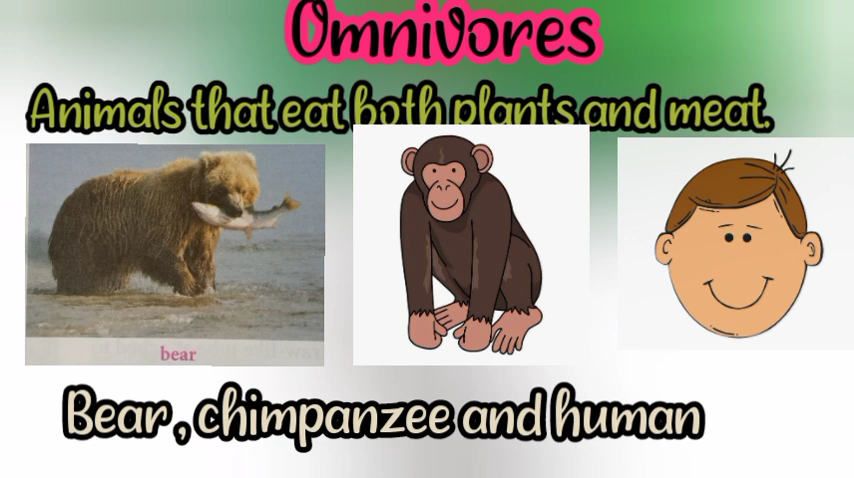 Omnivores
Animals that eat both plants and meat.
bear
Bear , chimpanzee and human